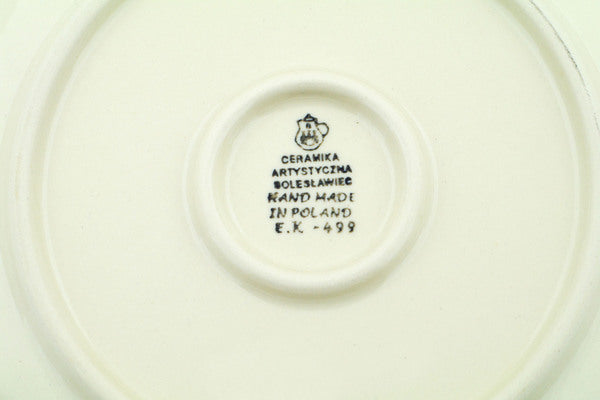 CERAMIKA
ARTYSTYCZNA
BOLESŁAWIEC
HAND MADE
IN POLAND
E.K - 499